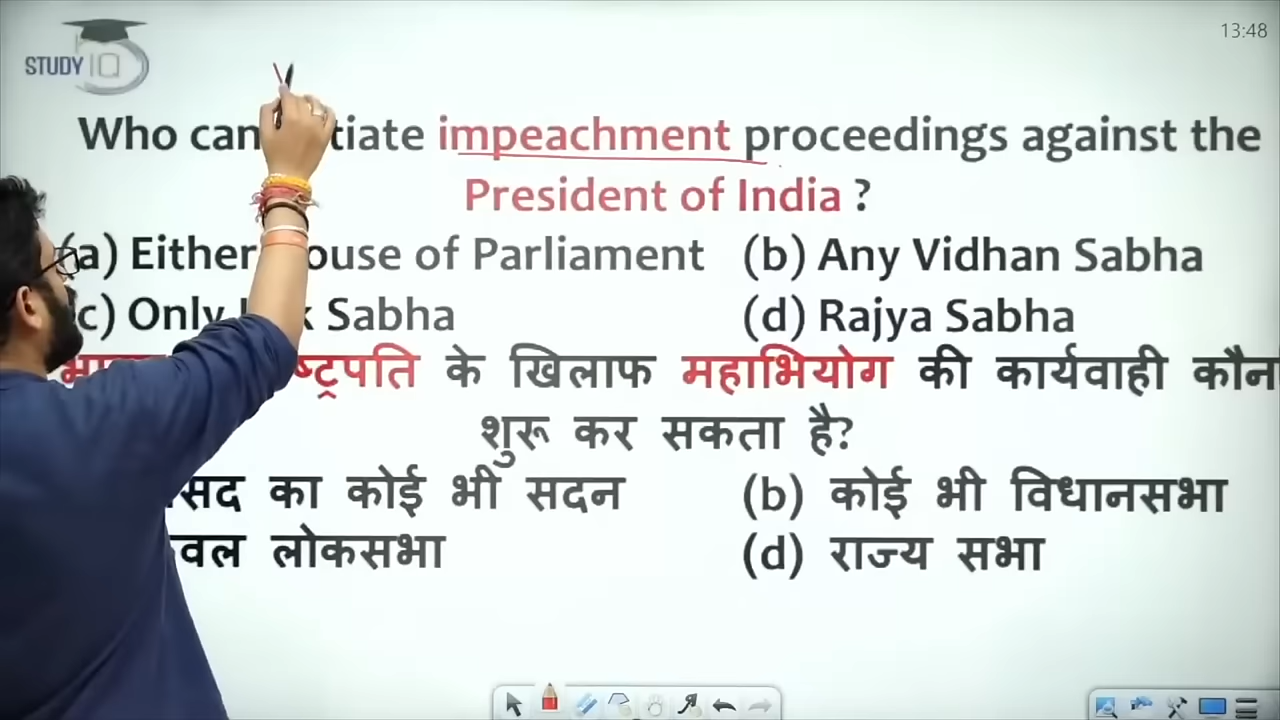 STUDY IQ
13:48
Who can tiate impeachment proceedings against the
President of India ?
a) Either ouse of Parliament (b) Any Vidhan Sabha
c) Only k Sabha (d) Rajya Sabha
ष्ट्रपति के खिलाफ महाभियोग की कार्यवाही कौन
शुरू कर सकता है?
सद का कोई भी सदन (b) कोई भी विधानसभा
वल लोकसभा (d) राज्य सभा